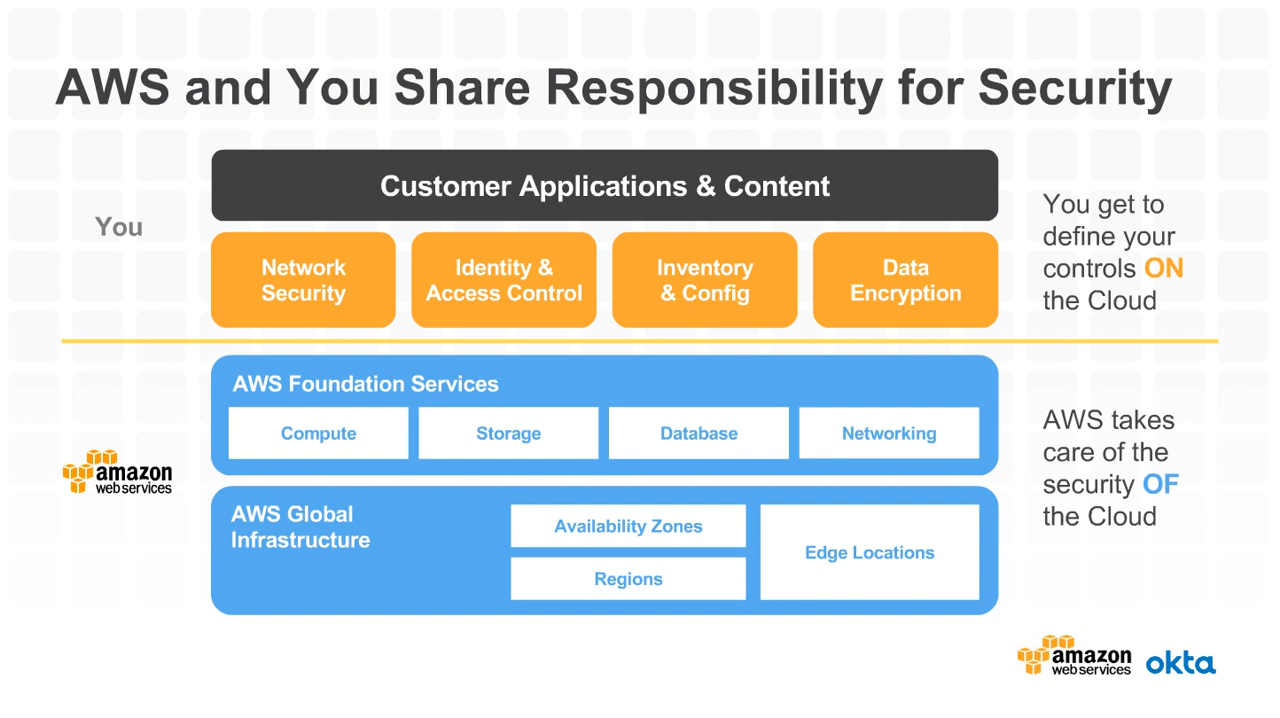 AWS and You Share Responsibility for Security
Customer Applications & Content
You
Network
Security
Identity &
Access Control
Inventory
& Config
Data
Encryption
You get to
define your
controls ON
the Cloud
AWS Foundation Services
Compute
Storage
Database
Networking
amazon
web services
AWS Global
Infrastructure
Availability Zones
Regions
Edge Locations
AWS takes
care of the
security OF
the Cloud
amazon
web services
okta